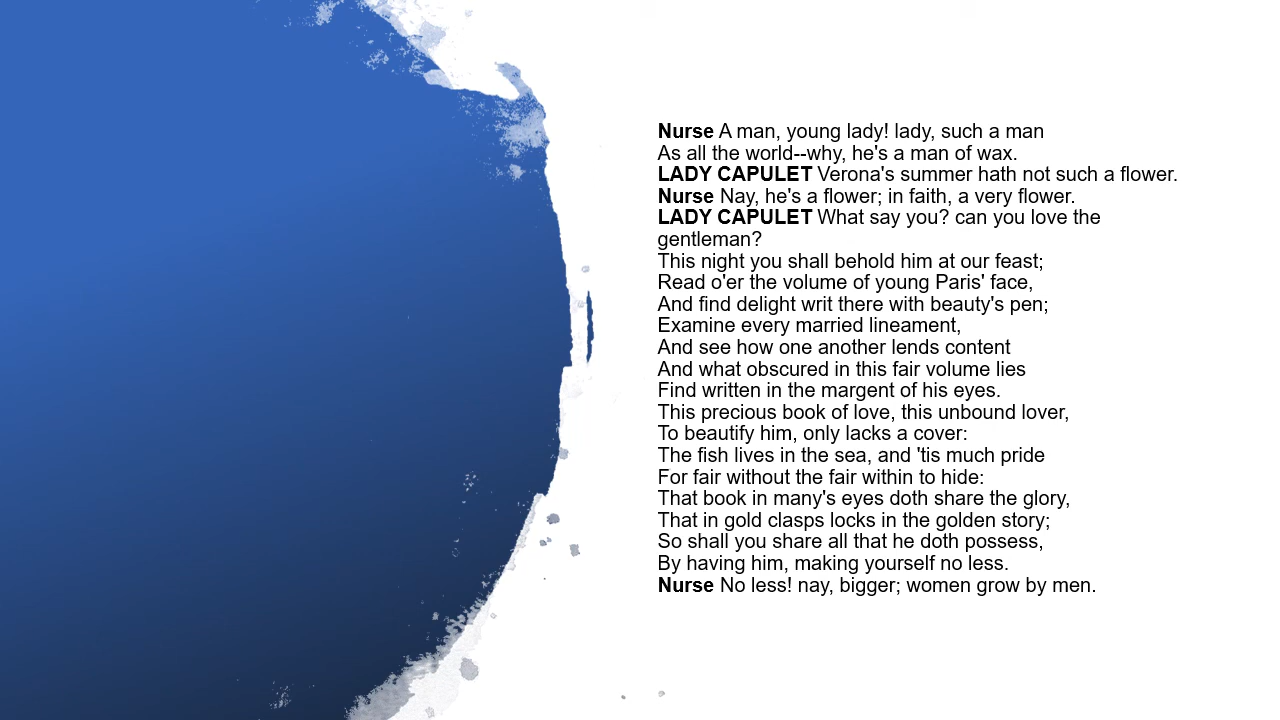 Nurse A man, young lady! lady, such a man
As all the world--why, he's a man of wax.
LADY CAPULET Verona's summer hath not such a flower.
Nurse Nay, he's a flower; in faith, a very flower.
LADY CAPULET What say you? can you love the
gentleman?
This night you shall behold him at our feast;
Read o'er the volume of young Paris' face,
And find delight writ there with beauty's pen;
Examine every married lineament,
And see how one another lends content
And what obscured in this fair volume lies
Find written in the margent of his eyes.
This precious book of love, this unbound lover,
To beautify him, only lacks a cover:
The fish lives in the sea, and 'tis much pride
For fair without the fair within to hide:
That book in many's eyes doth share the glory,
That in gold clasps locks in the golden story;
So shall you share all that he doth possess,
By having him, making yourself no less.
Nurse No less! nay, bigger; women grow by men.